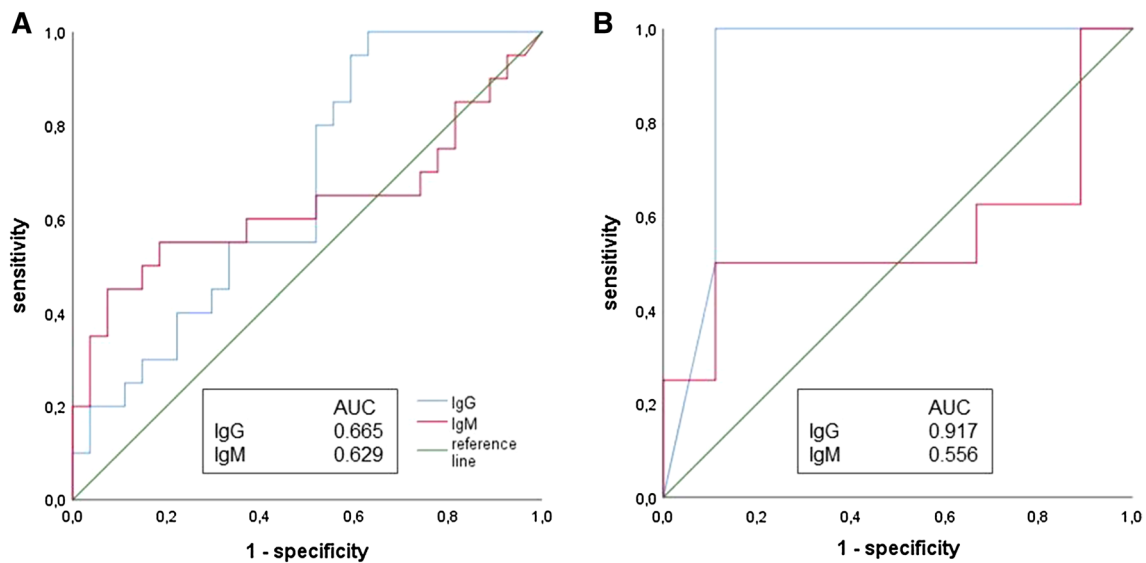 A
1,0
0,8
0,6
0,4
0,2
0,0
sensitivity
0,0 0,2 0,4 0,6 0,8 1,0
1 - specificity
AUC
IgG 0.665
IgM 0.629
IgG
IgM
reference
line
B
1,0
0,8
0,6
0,4
0,2
0,0
sensitivity
0,0 0,2 0,4 0,6 0,8 1,0
1 - specificity
AUC
IgG 0.917
IgM 0.556